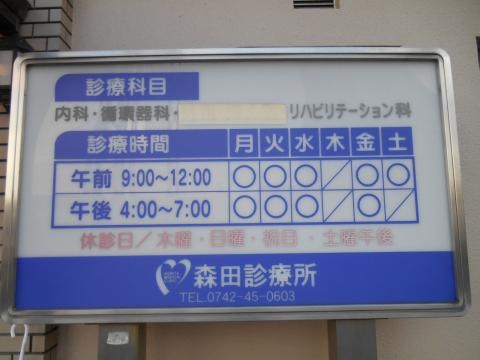 診療科目
内科・循環器科・ リハビリテーション科
診療時間 月 火 水 木 金 土
午前 9:00～12:00 ○ ○ ○ ／ ○ ○
午後 4:00～7:00 ○ ○ ○ ／ ○ ／
休診日／木曜・日曜・祝日・土曜午後
森田診療所
TEL.0742-45-0603